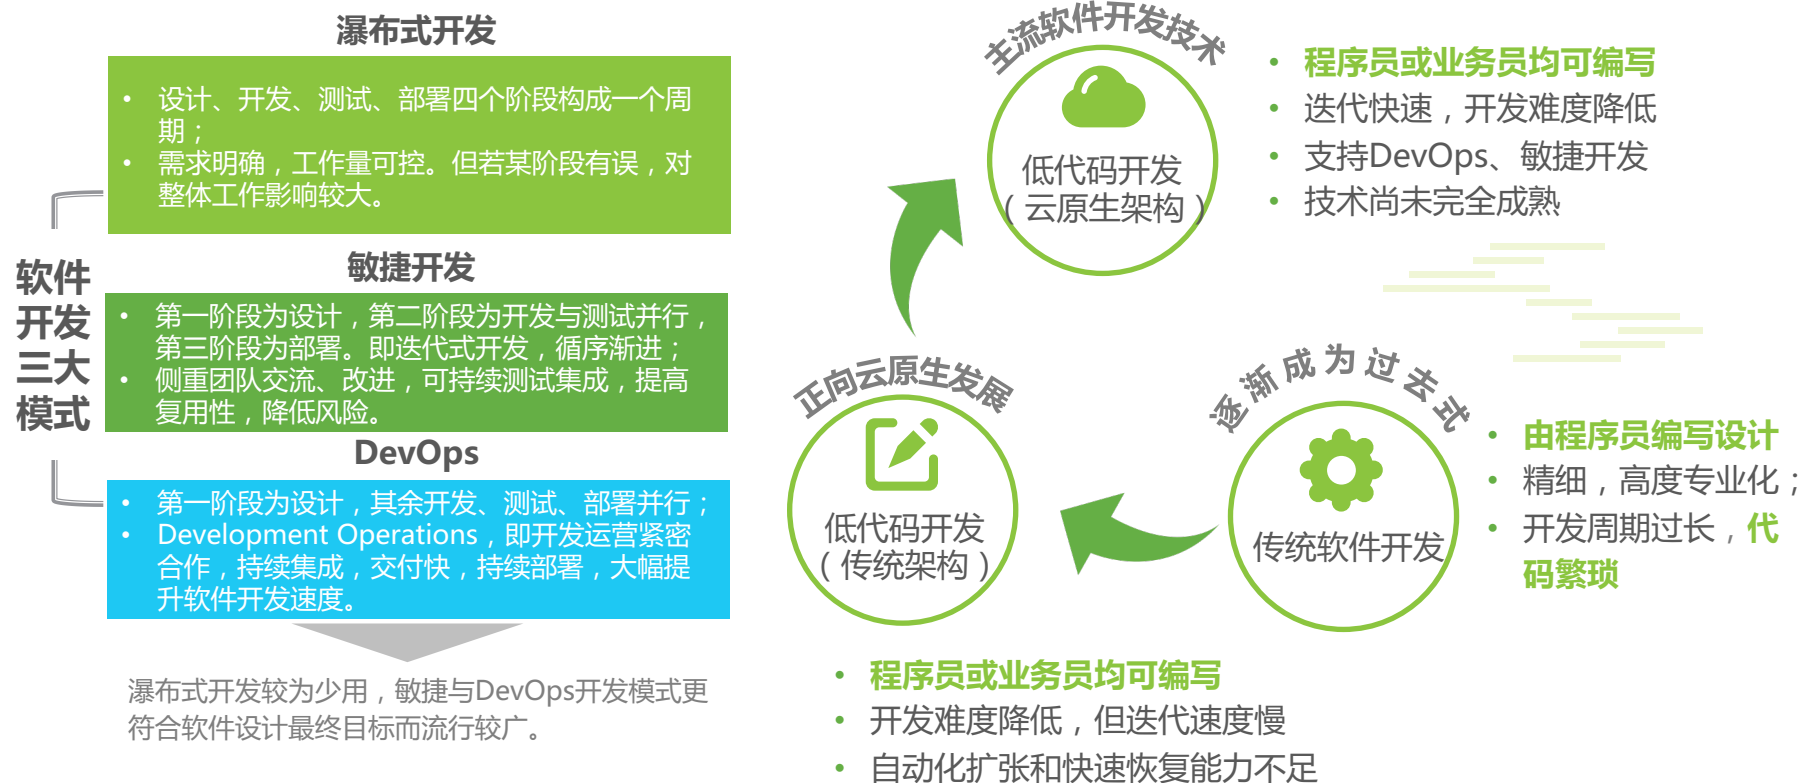 瀑布式开发
• 设计、开发、测试、部署四个阶段构成一个周
期；
• 需求明确，工作量可控。但若某阶段有误，对
整体工作影响较大。
软件
开发
三大
模式
敏捷开发
• 第一阶段为设计，第二阶段为开发与测试并行，
第三阶段为部署。即迭代式开发，循序渐进；
• 侧重团队交流、改进，可持续测试集成，提高
复用性，降低风险。
DevOps
• 第一阶段为设计，其余开发、测试、部署并行；
• Development Operations，即开发运营紧密
合作，持续集成，交付快，持续部署，大幅提
升软件开发速度。
瀑布式开发较为少用，敏捷与DevOps开发模式更
符合软件设计最终目标而流行较广。
主流软件开发技术
低代码开发
（云原生架构）
• 程序员或业务员均可编写
• 迭代快速，开发难度降低
• 支持DevOps、敏捷开发
• 技术尚未完全成熟
正向云原生发展
低代码开发
（传统架构）
• 程序员或业务员均可编写
• 开发难度降低，但迭代速度慢
• 自动化扩张和快速恢复能力不足
逐渐成为过去式
传统软件开发
• 由程序员编写设计
• 精细，高度专业化；
• 开发周期过长，代
码繁琐